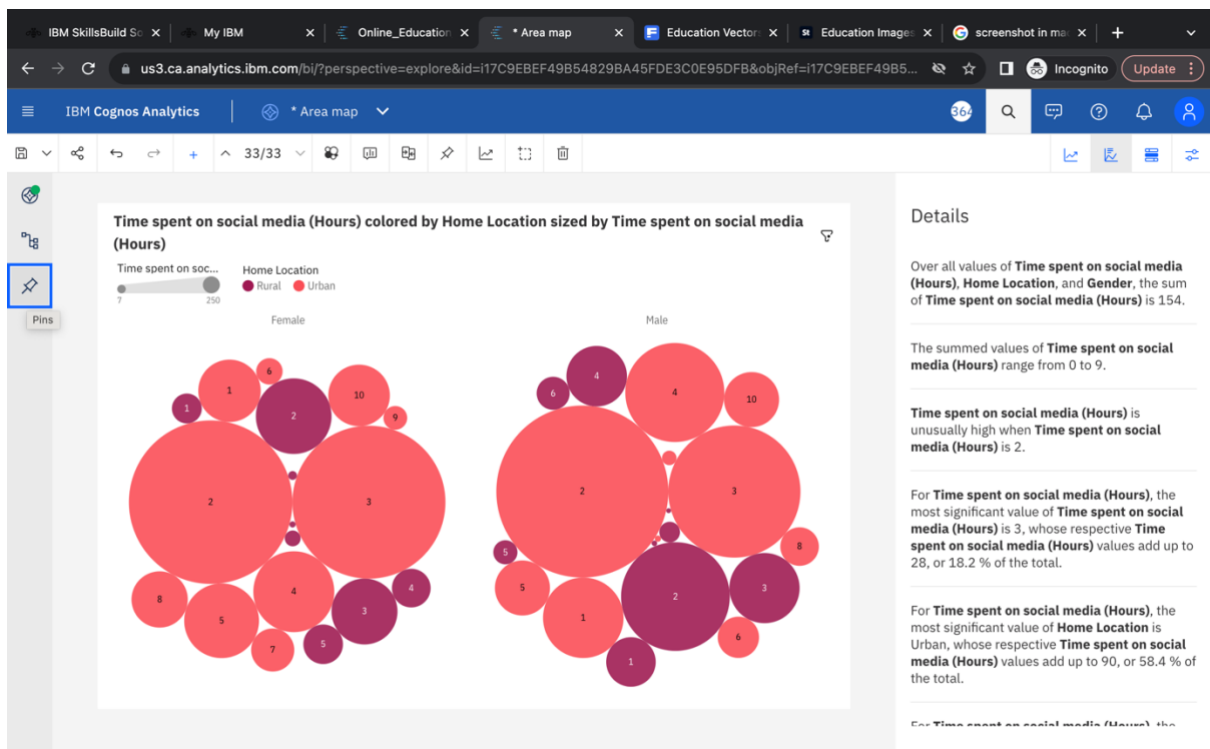 IBM SkillsBuild So
My IBM
Online_Education
* Area map
Education Vector
Education Images
screenshot in mac
us3.ca.analytics.ibm.com/bi/?perspective=explore&id=i17C9EBEF49B54829BA45FDE3C0E95DFB&objRef=i17C9EBEF49B5...
Incognito
Update
IBM Cognos Analytics
* Area map
364
33/33
Pins
Time spent on social media (Hours) colored by Home Location sized by Time spent on social media
(Hours)
Time spent on soc...
Home Location
7
250
Rural
Urban
Female
Male
6
1
10
1
2
9
2
3
8
4
4
5
3
7
5
4
6
4
10
2
3
5
8
5
2
3
1
6
1
Details
Over all values of Time spent on social media
(Hours), Home Location, and Gender, the sum
of Time spent on social media (Hours) is 154.
The summed values of Time spent on social
media (Hours) range from 0 to 9.
Time spent on social media (Hours) is
unusually high when Time spent on social
media (Hours) is 2.
For Time spent on social media (Hours), the
most significant value of Time spent on social
media (Hours) is 3, whose respective Time
spent on social media (Hours) values add up to
28, or 18.2 % of the total.
For Time spent on social media (Hours), the
most significant value of Home Location is
Urban, whose respective Time spent on social
media (Hours) values add up to 90, or 58.4 % of
the total.
For Time spent on social media (Hours), the